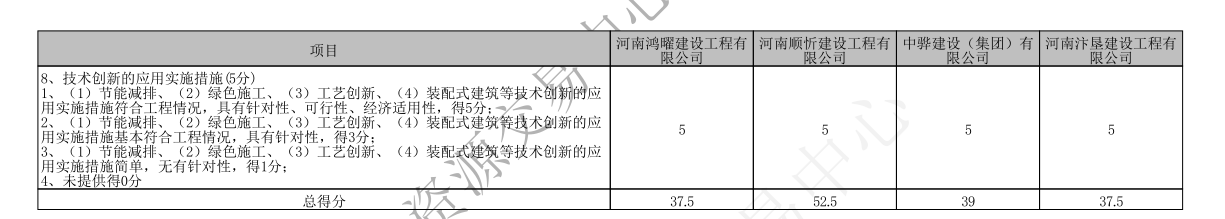 项目
河南鸿曜建设工程有限公司
河南顺忻建设工程有限公司
中骅建设（集团）有限公司
河南汴垦建设工程有限公司
8、技术创新的应用实施措施(5分)
1、（1）节能减排、（2）绿色施工、（3）工艺创新、（4）装配式建筑等技术创新的应
用实施措施符合工程情况，具有针对性、可行性、经济适用性，得5分；
2、（1）节能减排、（2）绿色施工、（3）工艺创新、（4）装配式建筑等技术创新的应
用实施措施基本符合工程情况，具有针对性，得3分；
3、（1）节能减排、（2）绿色施工、（3）工艺创新、（4）装配式建筑等技术创新的应
用实施措施简单，无有针对性，得1分；
4、未提供得0分
5
5
5
5
总得分
37.5
52.5
39
37.5
资源交易中心
易中心